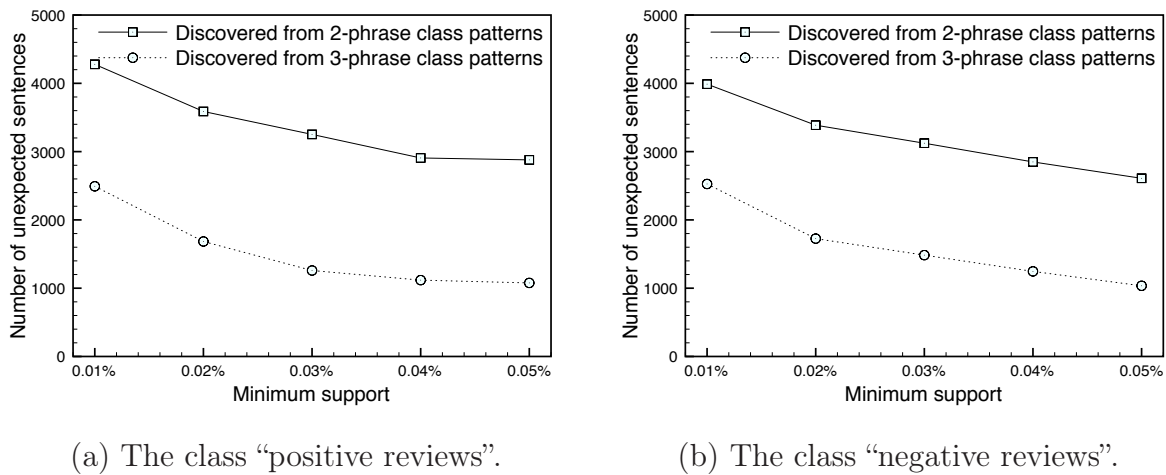 Number of unexpected sentences
5000
4000
3000
2000
1000
0
Discovered from 2-phrase class patterns
Discovered from 3-phrase class patterns
0.01% 0.02% 0.03% 0.04% 0.05%
Minimum support
(a) The class “positive reviews”.
Number of unexpected sentences
5000
4000
3000
2000
1000
0
Discovered from 2-phrase class patterns
Discovered from 3-phrase class patterns
0.01% 0.02% 0.03% 0.04% 0.05%
Minimum support
(b) The class “negative reviews”.